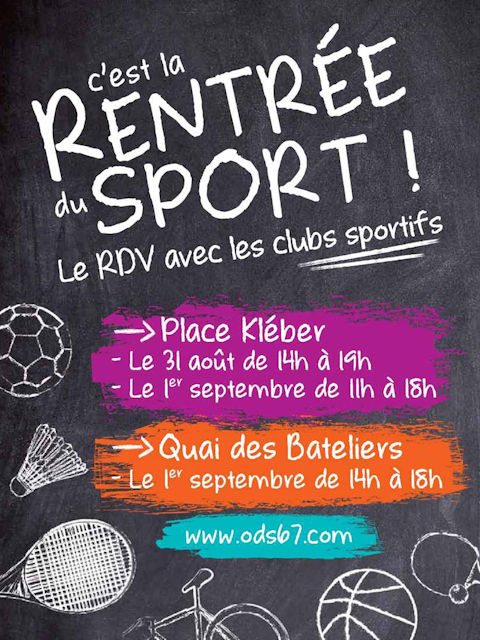 c'est la
RENTRÉE
du SPORT !
Le RDV avec les clubs sportifs
→ Place Kléber
- Le 31 août de 14h à 19h
- Le 1er septembre de 11h à 18h
→ Quai des Bateliers
- Le 1er septembre de 14h à 18h
www.ods67.com